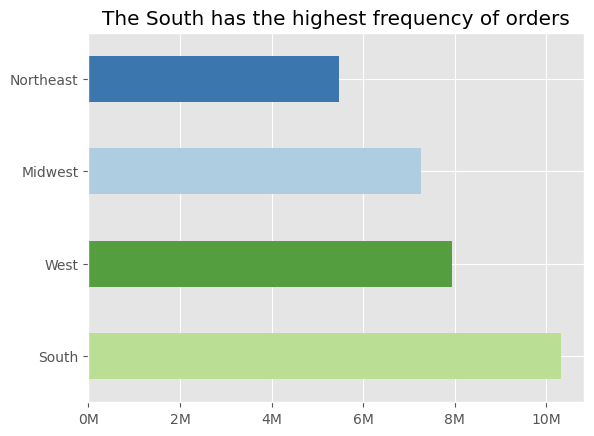 The South has the highest frequency of orders
Northeast
Midwest
West
South
0M 2M 4M 6M 8M 10M